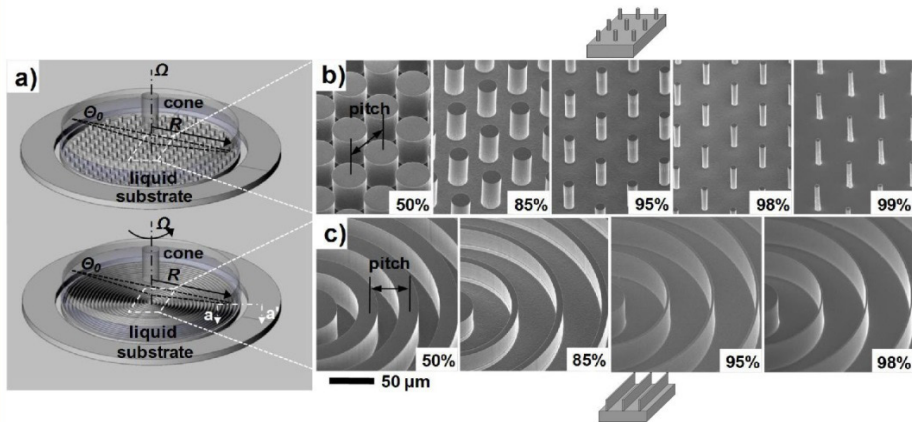 a)
Ω
cone
Θ0
R
liquid
substrate
Ω
cone
Θ0
R
a
a'
liquid
substrate
b)
pitch
50%
85%
95%
98%
99%
c)
pitch
50%
85%
95%
98%
50 µm